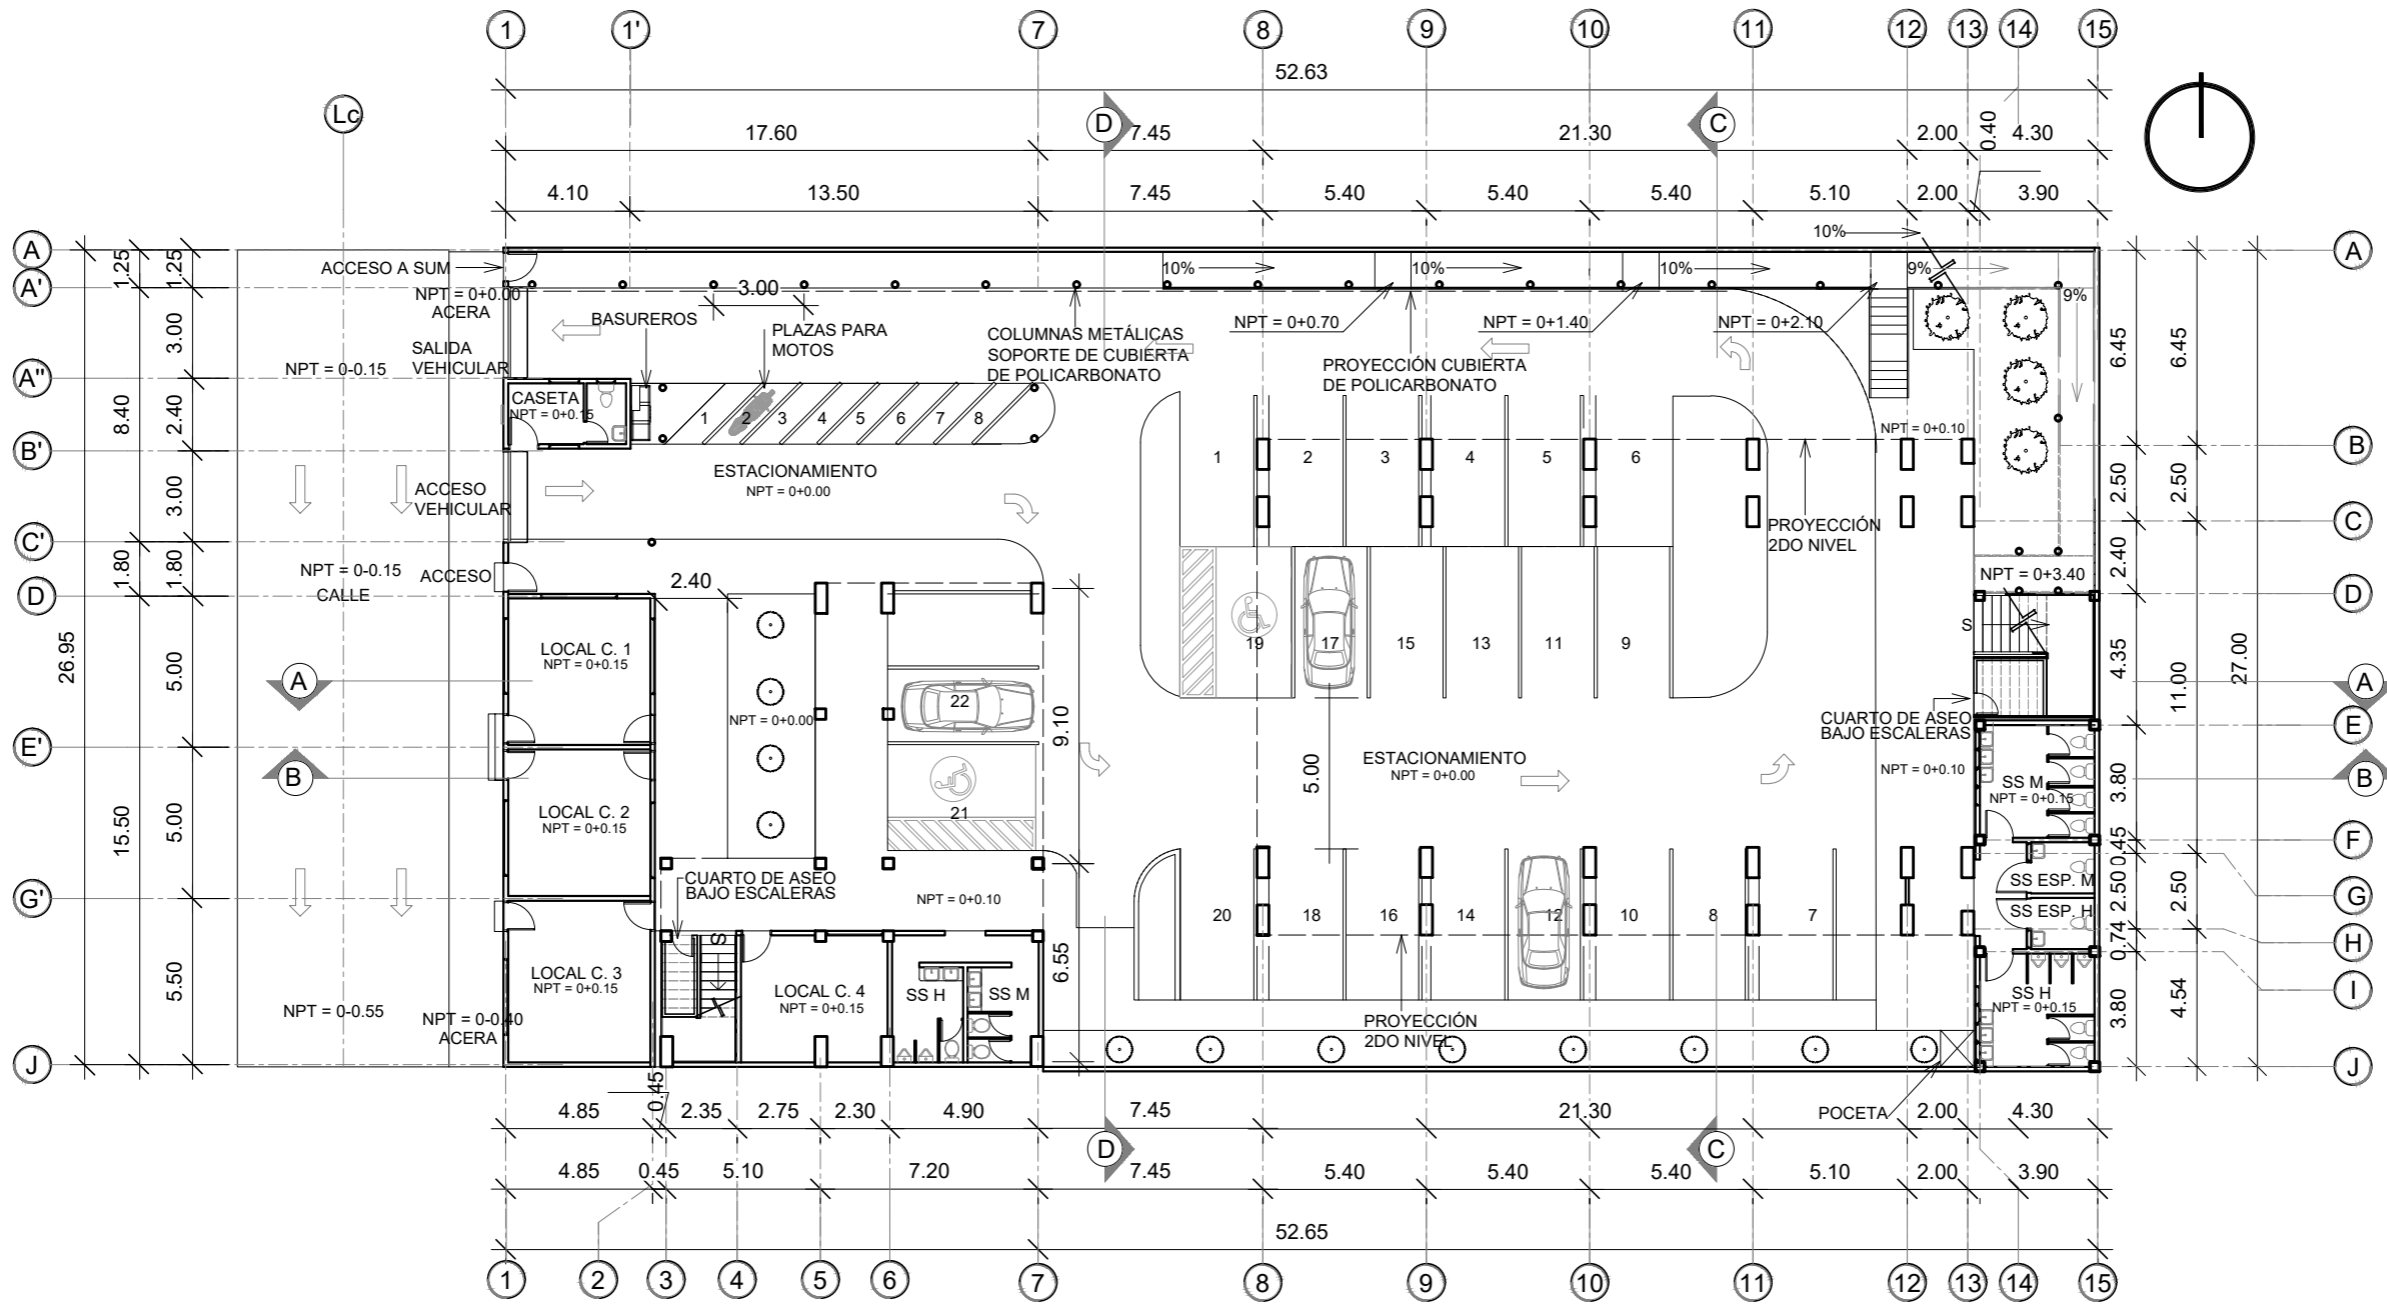 1 1' 7 8 9 10 11 12 13 14 15
52.63
Lc
D C
17.60 7.45 21.30 2.00 0.40 4.30
4.10 13.50 7.45 5.40 5.40 5.40 5.10 2.00 3.90
10%
A 1.25 1.25 A
ACCESO A SUM 10% 10% 10% 9%
A'
NPT = 0+0.00
ACERA
3.00
9%
BASUREROS
PLAZAS PARA
MOTOS
COLUMNAS METÁLICAS
SOPORTE DE CUBIERTA
DE POLICARBONATO
NPT = 0+0.70 NPT = 0+1.40 NPT = 0+2.10
PROYECCIÓN CUBIERTA
DE POLICARBONATO
3.00
SALIDA
VEHICULAR
NPT = 0-0.15
6.45 6.45
A''
8.40 2.40
CASETA
NPT = 0+0.15
1 2 3 4 5 6 7 8
NPT = 0+0.10
B' B
1 2 3 4 5 6
ESTACIONAMIENTO
NPT = 0+0.00
3.00
ACCESO
VEHICULAR
2.50 2.50
PROYECCIÓN
2DO NIVEL
C
C'
1.80 1.80
NPT = 0-0.15
ACCESO
CALLE
2.40
2.40
NPT = 0+3.40
D D
26.95
S
19 17 15 13 11 9
LOCAL C. 1
NPT = 0+0.15
5.00
4.35 11.00 27.00
A A
22
NPT = 0+0.00
9.10
CUARTO DE ASEO
BAJO ESCALERAS
E' E
B B
ESTACIONAMIENTO
NPT = 0+0.00
5.00
NPT = 0+0.10
SS M
NPT = 0+0.15
3.80
15.50 5.00
LOCAL C. 2
NPT = 0+0.15
21
F
0.45
CUARTO DE ASEO
BAJO ESCALERAS
SS ESP. M
2.50 2.50
G' G
NPT = 0+0.10
20 18 16 14 12 10 8 7
SS ESP. H
H
0.74
S
6.55
5.50
LOCAL C. 3
NPT = 0+0.15
LOCAL C. 4
NPT = 0+0.15
SS H SS M
SS H
NPT = 0+0.15
I
3.80 4.54
NPT = 0-0.55
NPT = 0-0.40
ACERA
PROYECCIÓN
2DO NIVEL
J J
0.45
4.85 2.35 2.75 2.30 4.90 7.45 21.30 POCETA 2.00 4.30
D C
4.85 0.45 5.10 7.20 7.45 5.40 5.40 5.40 5.10 2.00 3.90
52.65
1 2 3 4 5 6 7 8 9 10 11 12 13 14 15